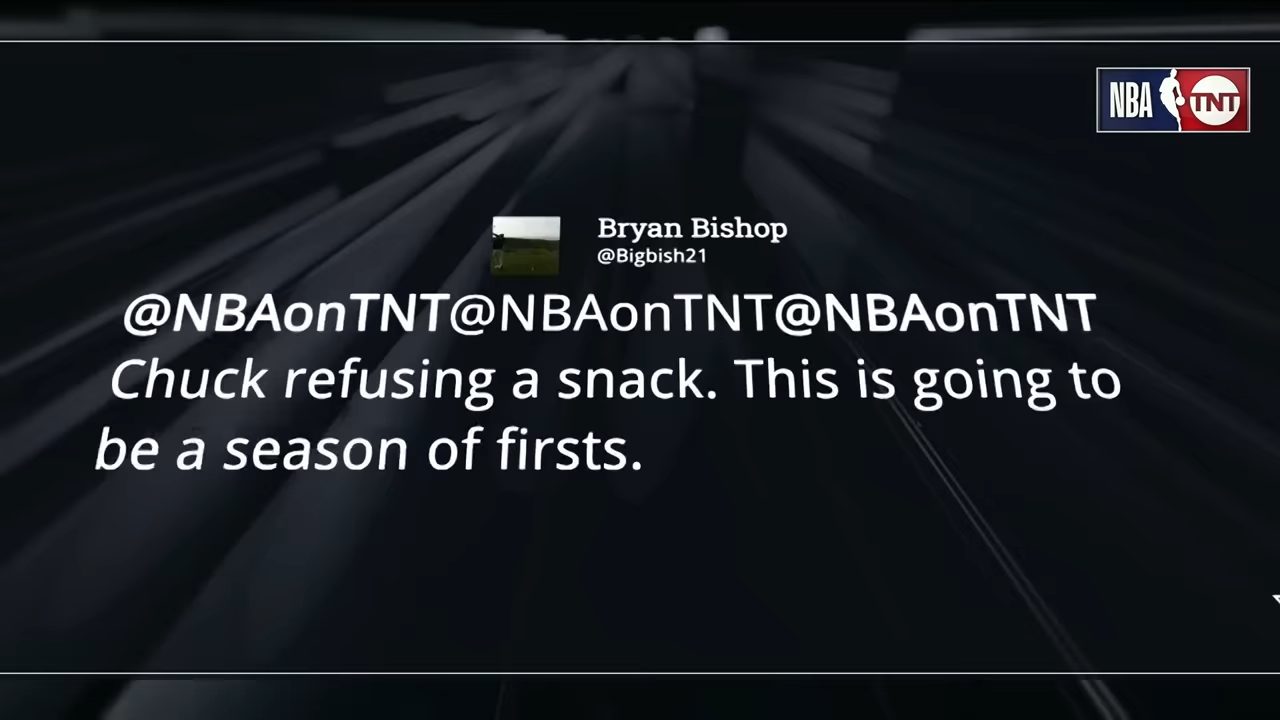 NBA TNT
Bryan Bishop
@Bigbish21
@NBAonTNT@NBAonTNT@NBAonTNT
Chuck refusing a snack. This is going to
be a season of firsts.